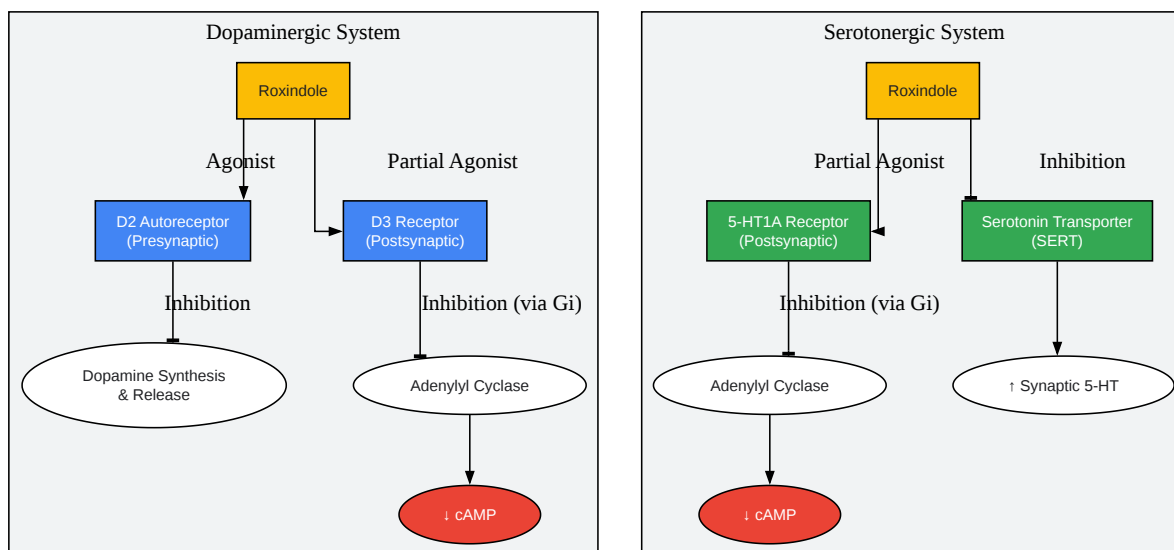 Dopaminergic System
Roxindole
Agonist
Partial Agonist
D2 Autoreceptor
(Presynaptic)
D3 Receptor
(Postsynaptic)
Inhibition
Inhibition (via Gi)
Dopamine Synthesis
& Release
Adenylyl Cyclase
↓ cAMP
Serotonergic System
Roxindole
Partial Agonist
Inhibition
5-HT1A Receptor
(Postsynaptic)
Serotonin Transporter
(SERT)
Inhibition (via Gi)
Adenylyl Cyclase
↑ Synaptic 5-HT
↓ cAMP